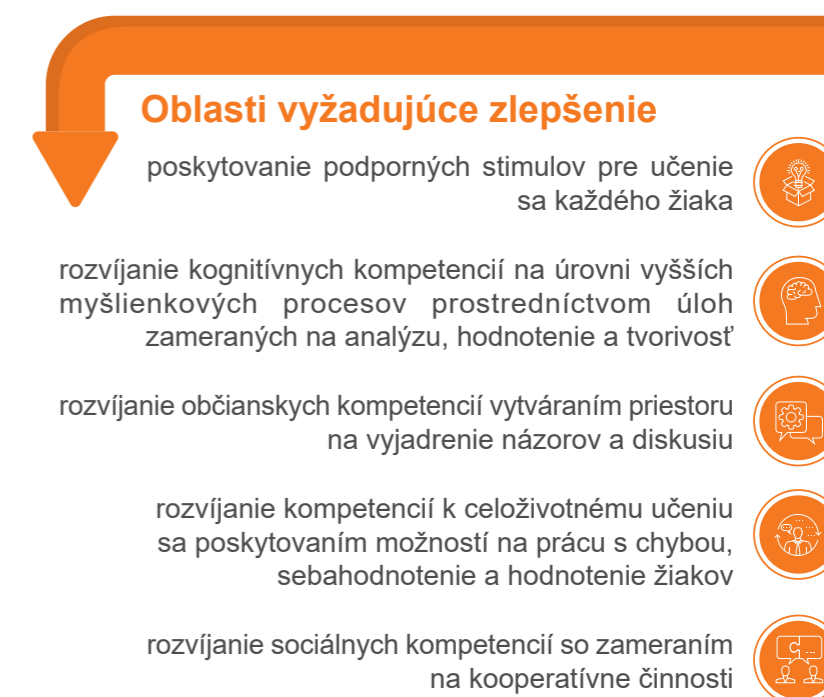 Oblasti vyžadujúce zlepšenie
poskytovanie podporných stimulov pre učenie
sa každého žiaka
rozvíjanie kognitívnych kompetencií na úrovni vyšších
myšlienkových procesov prostredníctvom úloh
zameraných na analýzu, hodnotenie a tvorivosť
rozvíjanie občianskych kompetencií vytváraním priestoru
na vyjadrenie názorov a diskusiu
rozvíjanie kompetencií k celoživotnému učeniu
sa poskytovaním možností na prácu s chybou,
sebahodnotenie a hodnotenie žiakov
rozvíjanie sociálnych kompetencií so zameraním
na kooperatívne činnosti